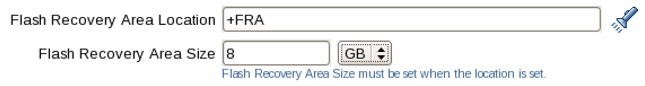 Flash Recovery Area Location +FRA
Flash Recovery Area Size 8 GB
Flash Recovery Area Size must be set when the location is set.